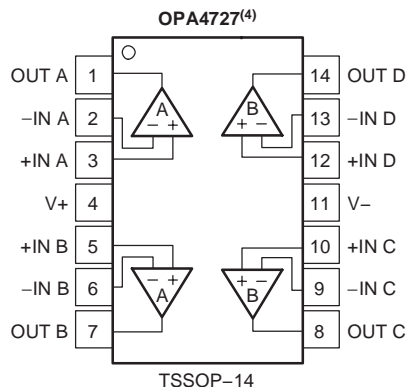 OPA4727(4)
OUT A 1 14 OUT D
−IN A 2 A B 13 −IN D
− + + −
+IN A 3 12 +IN D
V+ 4 11 V−
+IN B 5 10 +IN C
− + + −
−IN B 6 A B 9 −IN C
OUT B 7 8 OUT C
TSSOP−14